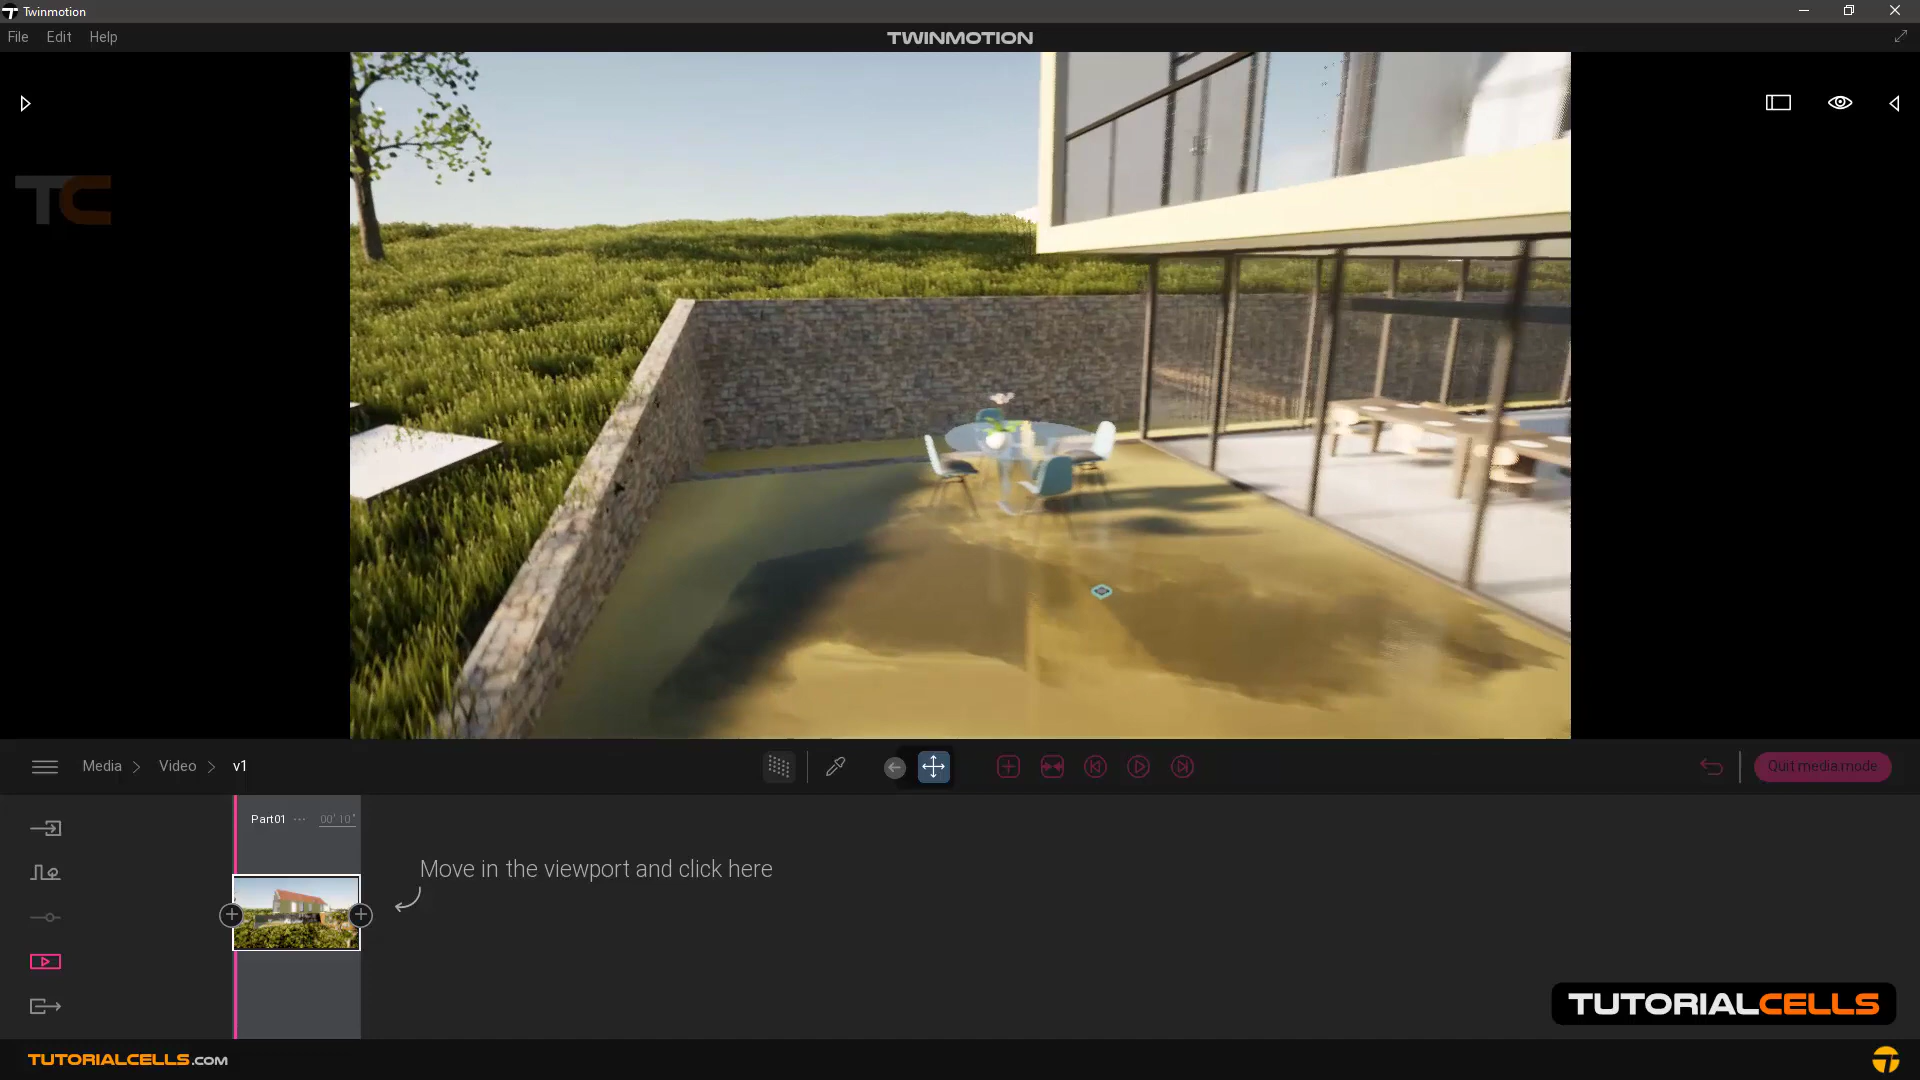 Twinmotion
File Edit Help
TWINMOTION
TC
Media Video v1
Quit media mode
Part01 ... 00'10"
Move in the viewport and click here
TUTORIALCELLS
TUTORIALCELLS.COM